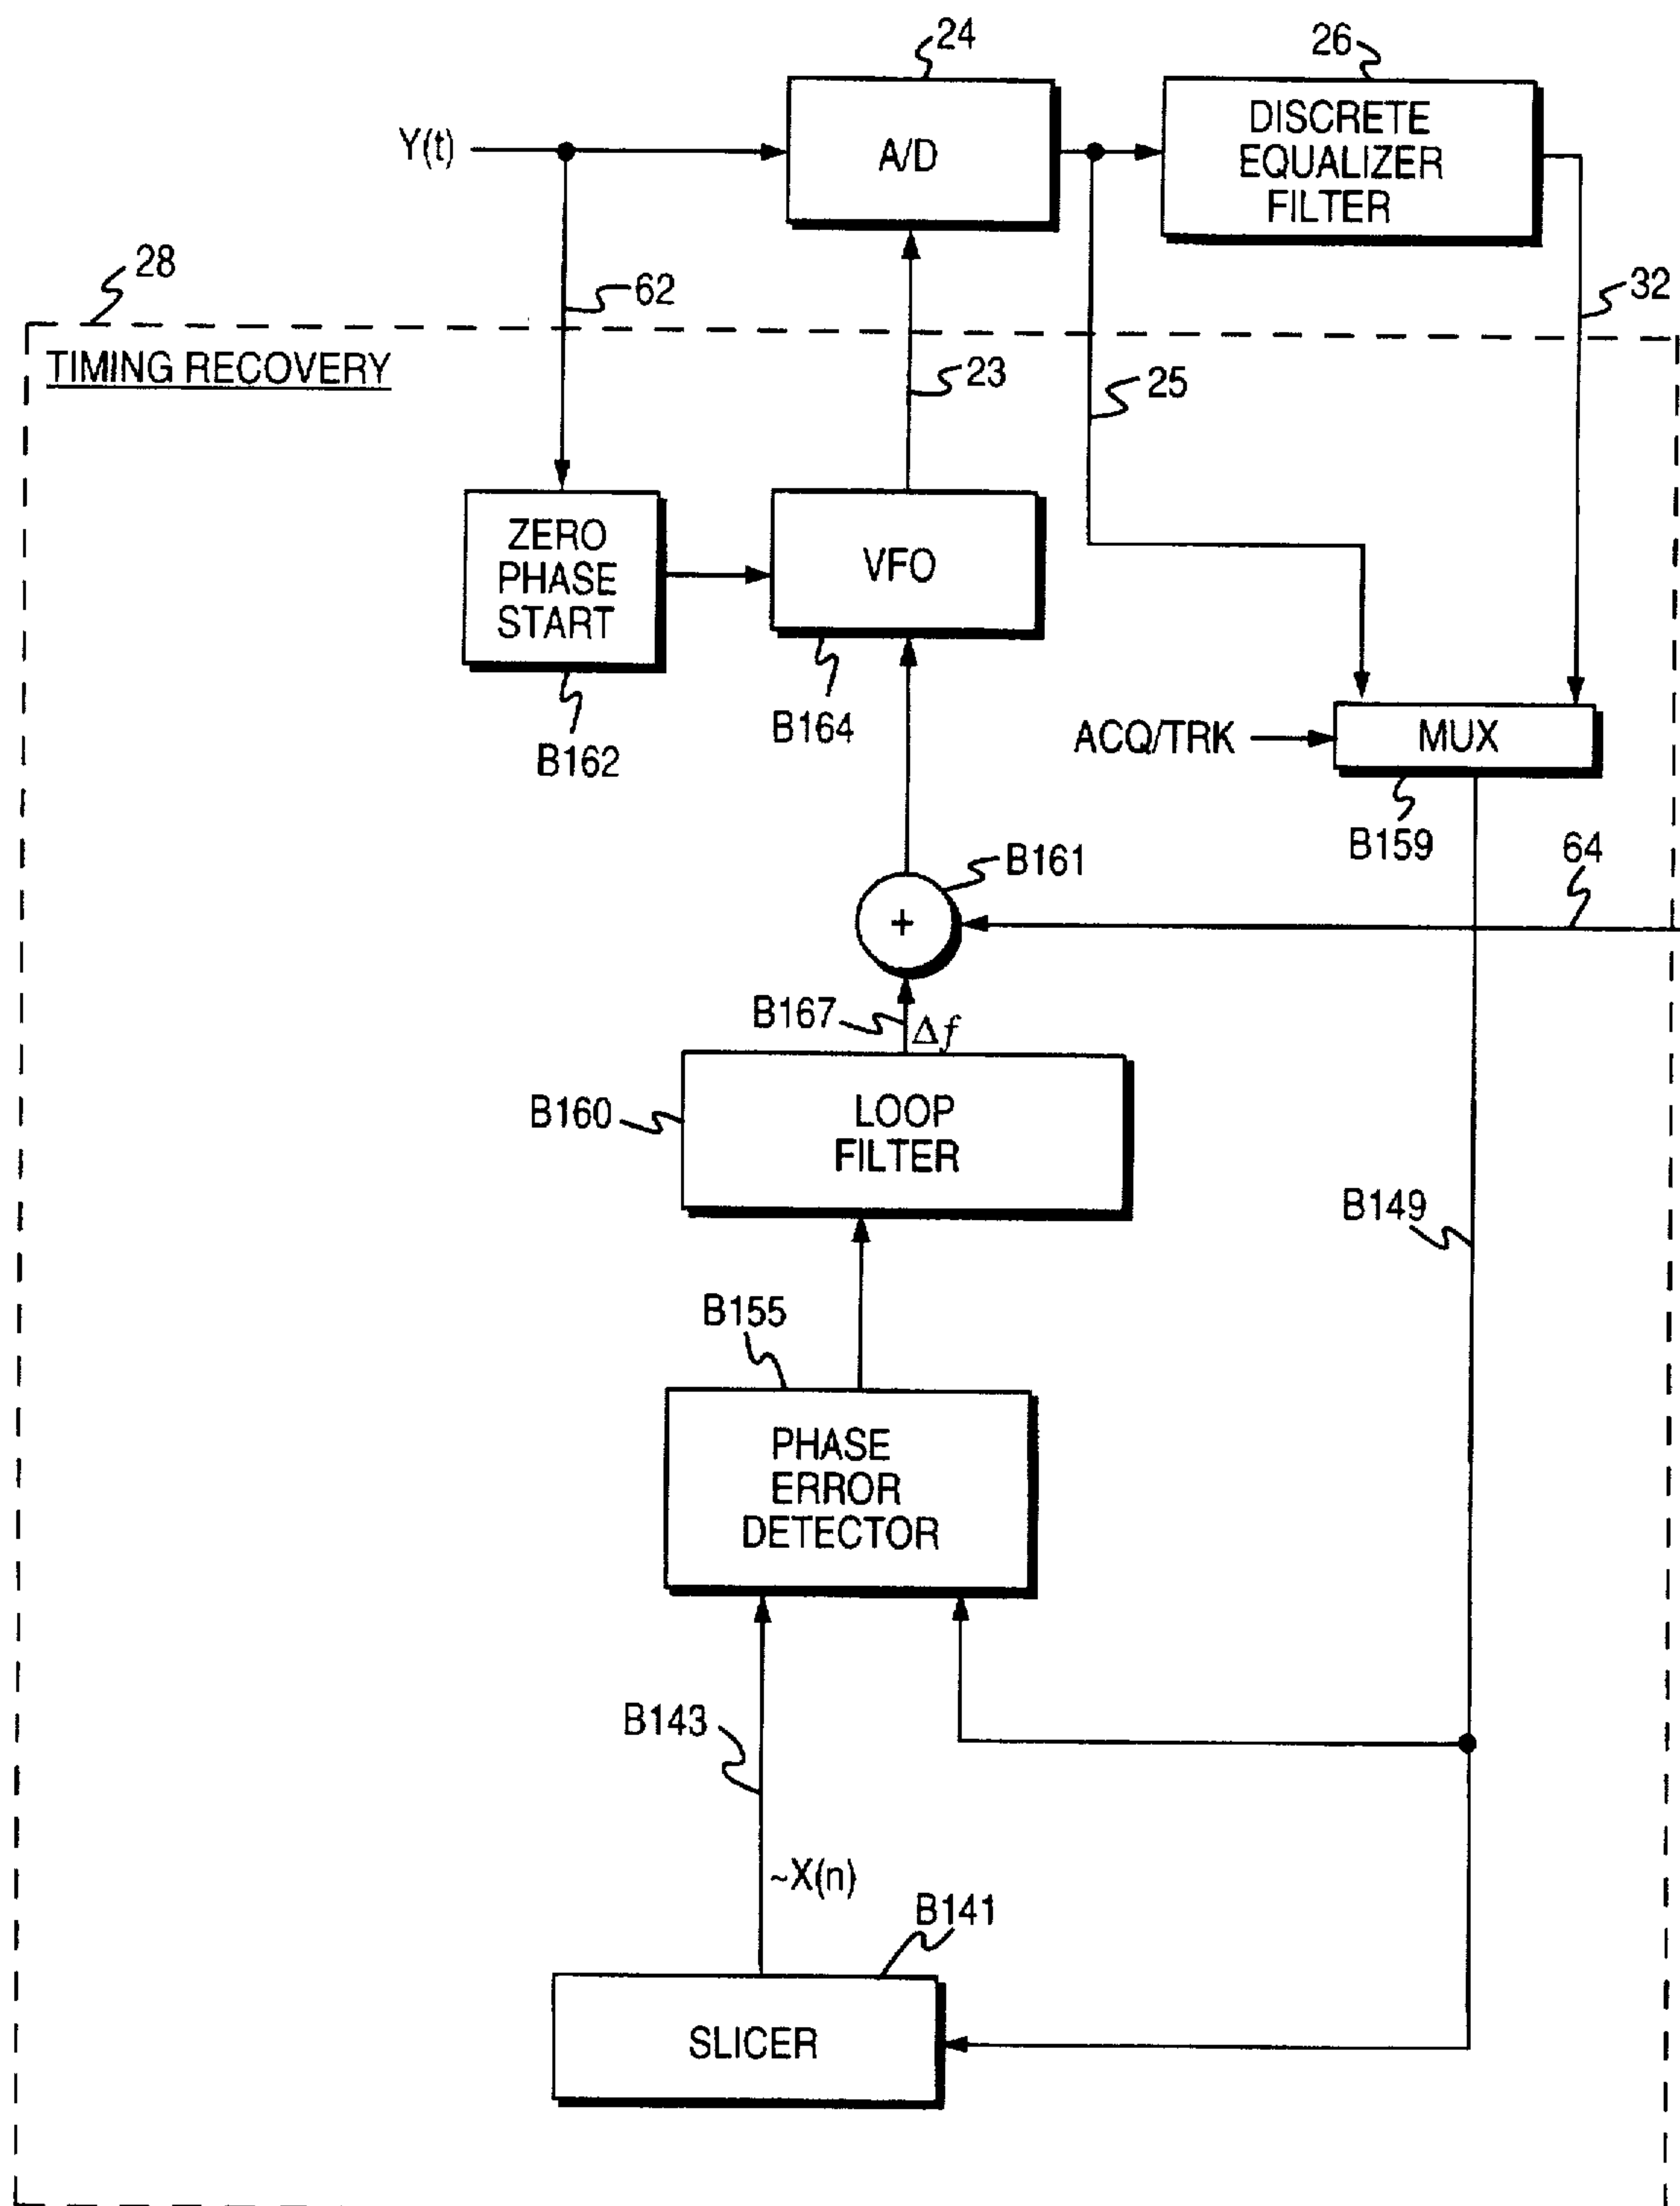 24
26
Y(t)
A/D
DISCRETE
EQUALIZER
FILTER
28
62
32
TIMING RECOVERY
23
25
ZERO
PHASE
START
VFO
B164
B162
ACQ/TRK
MUX
B159
64
B161
+
B167
Δf
B160
LOOP
FILTER
B149
B155
PHASE
ERROR
DETECTOR
B143
~X(n)
B141
SLICER